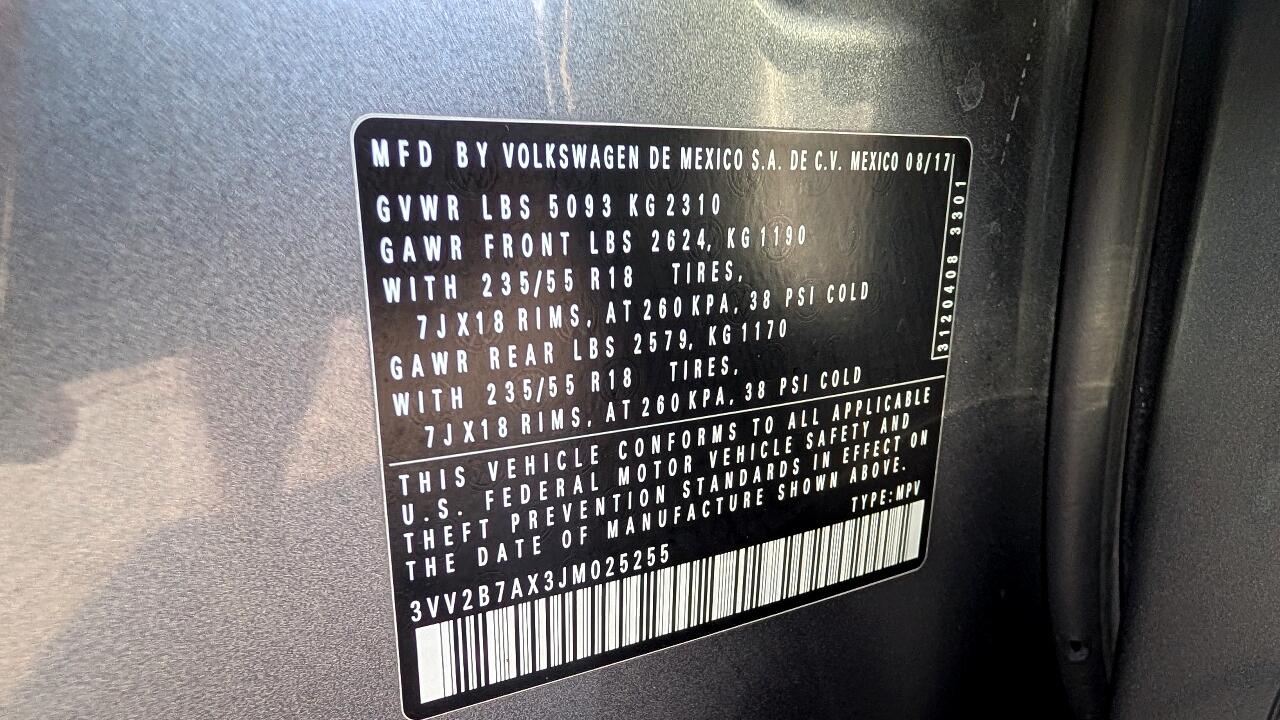 MFD BY VOLKSWAGEN DE MEXICO S.A. DE C.V. MEXICO 08/17
GVWR LBS 5093 KG 2310
GAWR FRONT LBS 2624, KG 1190
WITH 235/55 R18 TIRES,
7JX18 RIMS, AT 260 KPA, 38 PSI COLD
GAWR REAR LBS 2579, KG 1170
WITH 235/55 R18 TIRES,
7JX18 RIMS, AT 260 KPA, 38 PSI COLD
3120408 3301
THIS VEHICLE CONFORMS TO ALL APPLICABLE
U.S. FEDERAL MOTOR VEHICLE SAFETY AND
THEFT PREVENTION STANDARDS IN EFFECT ON
THE DATE OF MANUFACTURE SHOWN ABOVE.
TYPE:MPV
3VV2B7AX3JM025255